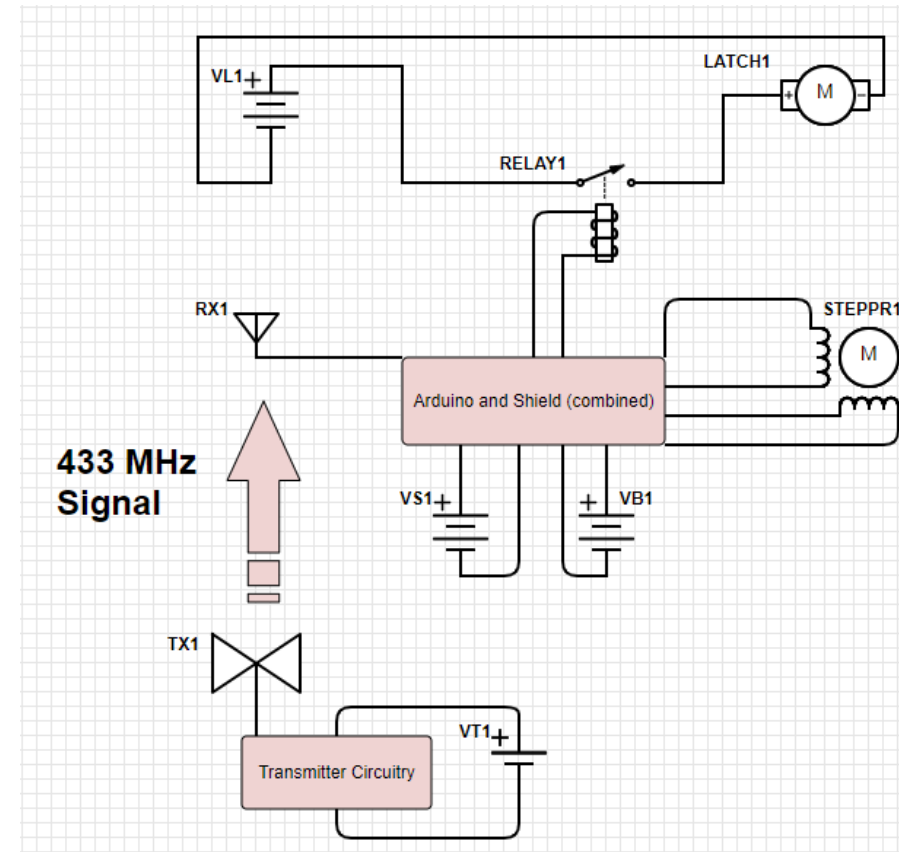 LATCH1
VL1
+
+ M −
RELAY1
RX1
STEPPR1
M
Arduino and Shield (combined)
433 MHz
Signal
VS1
+
+
VB1
TX1
VT1
+
Transmitter Circuitry